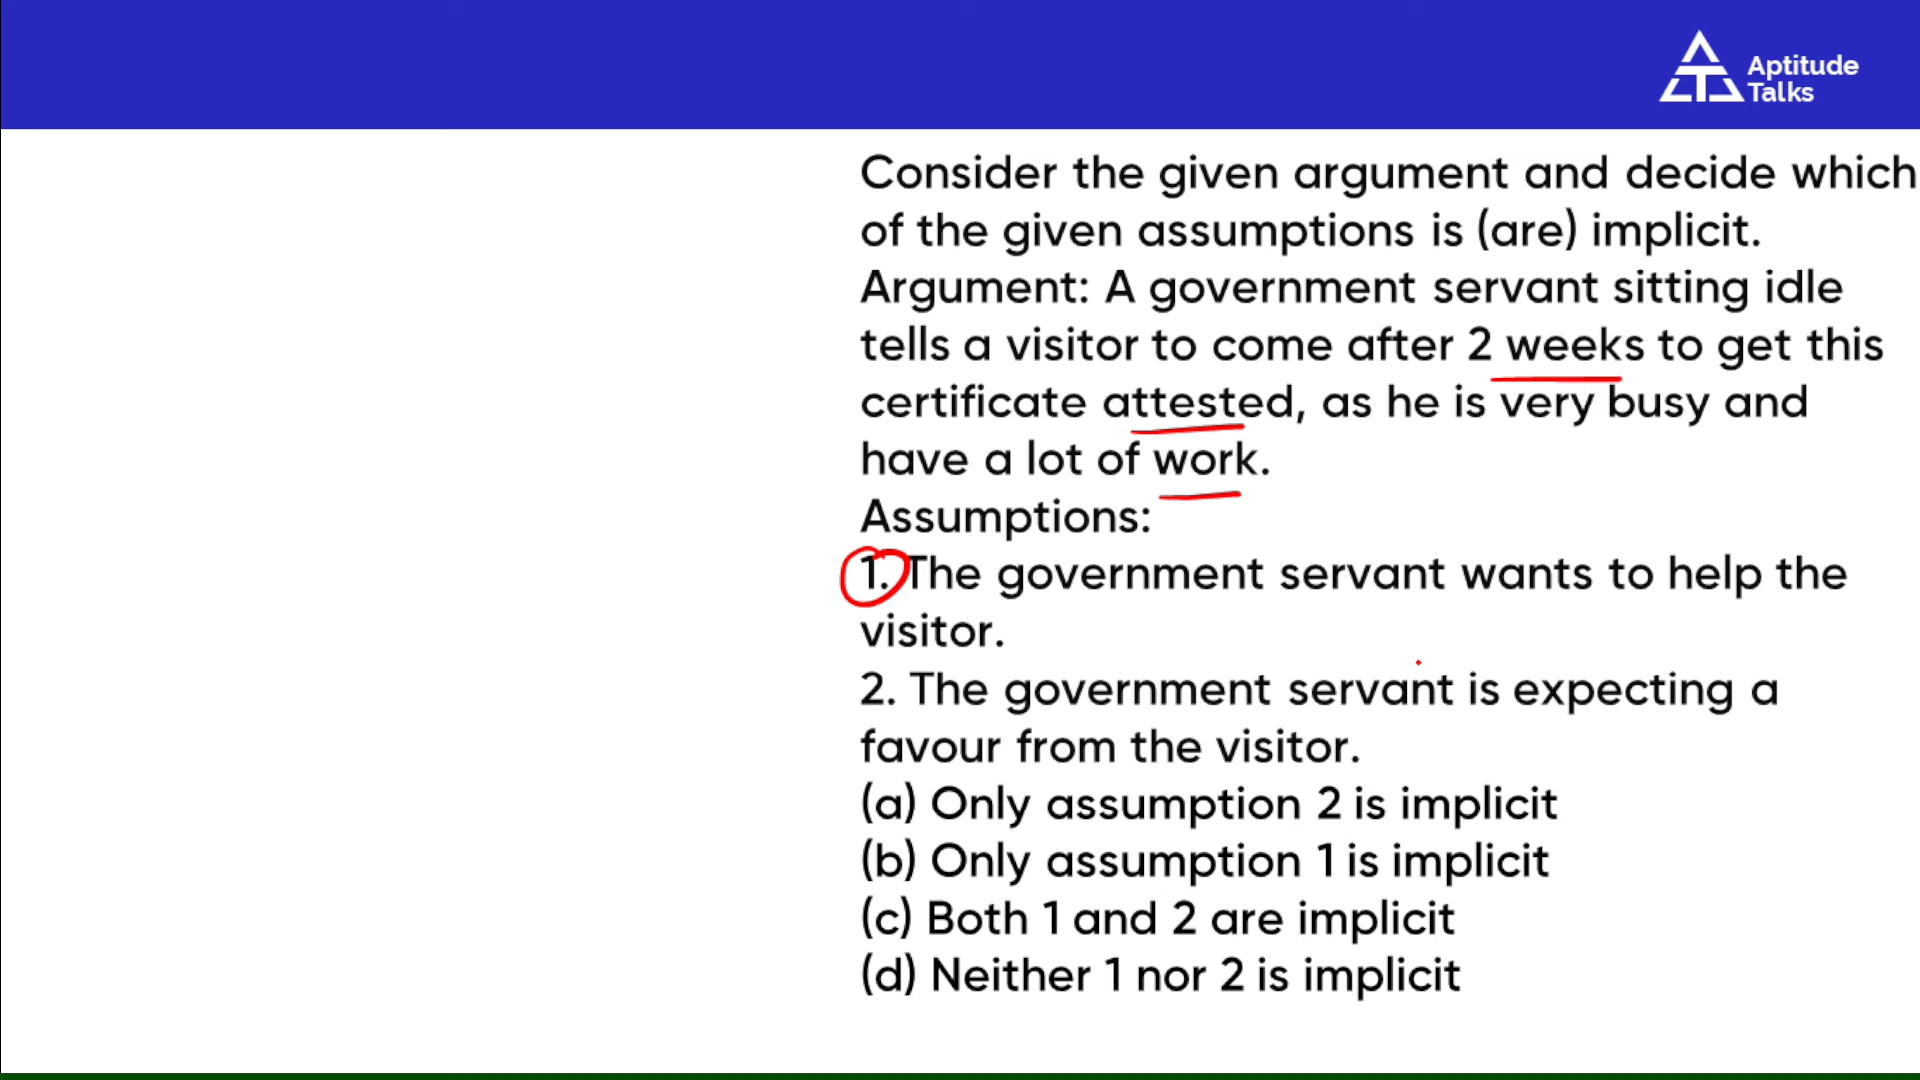 Aptitude
Talks
Consider the given argument and decide which
of the given assumptions is (are) implicit.
Argument: A government servant sitting idle
tells a visitor to come after 2 weeks to get this
certificate attested, as he is very busy and
have a lot of work.
Assumptions:
1. The government servant wants to help the
visitor.
2. The government servant is expecting a
favour from the visitor.
(a) Only assumption 2 is implicit
(b) Only assumption 1 is implicit
(c) Both 1 and 2 are implicit
(d) Neither 1 nor 2 is implicit